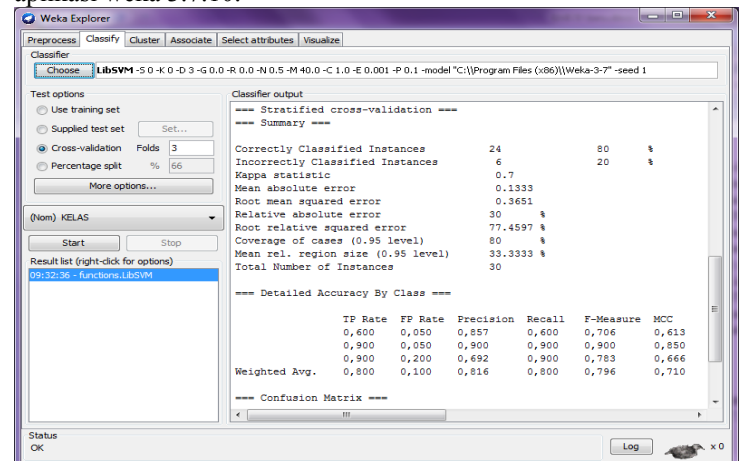 aplikasi weka 3.7.10.
Weka Explorer
Preprocess Classify Cluster Associate Select attributes Visualize
Classifier
Choose LibSVM -S 0 -K 0 -D 3 -G 0.0 -R 0.0 -N 0.5 -M 40.0 -C 1.0 -E 0.001 -P 0.1 -model "C:\\Program Files (x86)\\Weka-3-7" -seed 1
Test options
Use training set
Supplied test set Set...
Cross-validation Folds 3
Percentage split % 66
More options...
(Nom) KELAS
Start Stop
Result list (right-click for options)
09:32:36 - functions.LibSVM
Classifier output
=== Stratified cross-validation ===
=== Summary ===
Correctly Classified Instances 24 80 %
Incorrectly Classified Instances 6 20 %
Kappa statistic 0.7
Mean absolute error 0.1333
Root mean squared error 0.3651
Relative absolute error 30 %
Root relative squared error 77.4597 %
Coverage of cases (0.95 level) 80 %
Mean rel. region size (0.95 level) 33.3333 %
Total Number of Instances 30
=== Detailed Accuracy By Class ===
TP Rate FP Rate Precision Recall F-Measure MCC
0,600 0,050 0,857 0,600 0,706 0,613
0,900 0,050 0,900 0,900 0,900 0,850
0,900 0,200 0,692 0,900 0,783 0,666
Weighted Avg. 0,800 0,100 0,816 0,800 0,796 0,710
=== Confusion Matrix ===
Status
OK
Log x 0